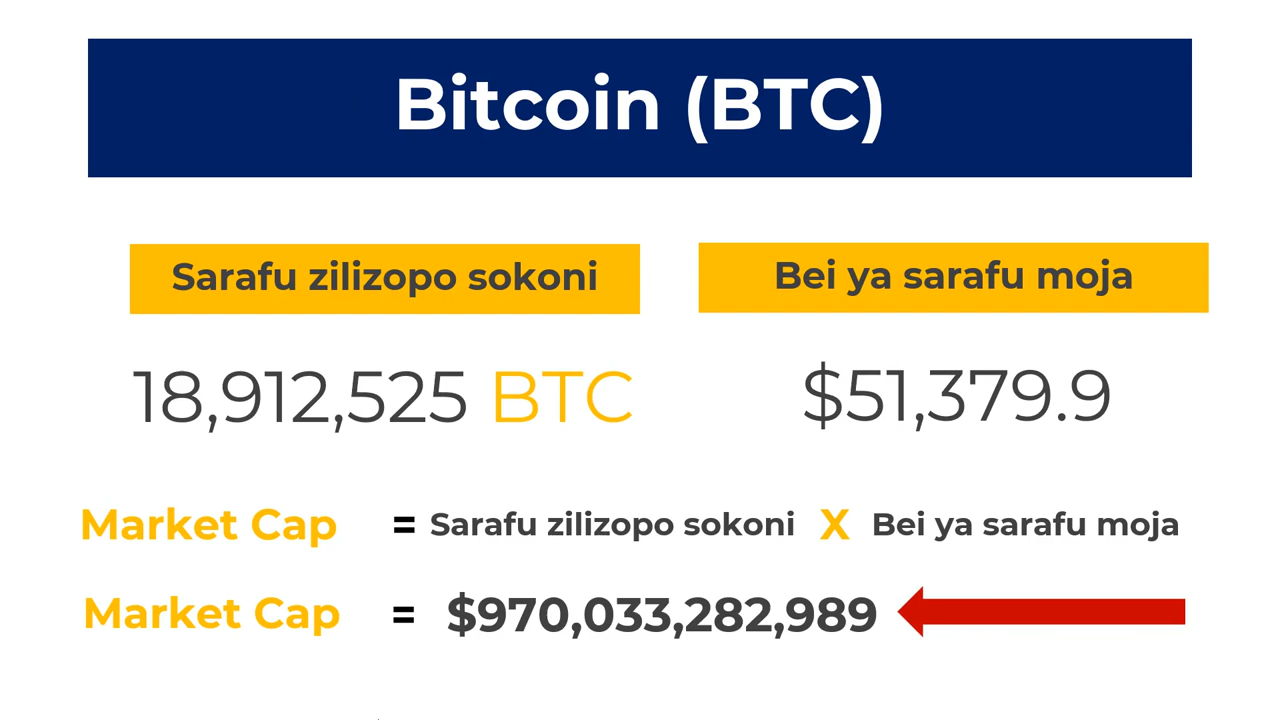 Bitcoin (BTC)
Sarafu zilizopo sokoni
Bei ya sarafu moja
18,912,525 BTC
$51,379.9
Market Cap = Sarafu zilizopo sokoni X Bei ya sarafu moja
Market Cap = $970,033,282,989